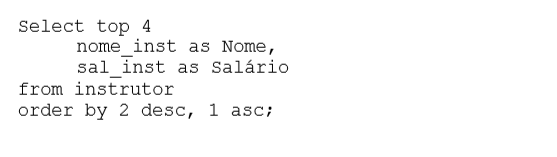 Select top 4
nome_inst as Nome,
sal_inst as Salário
from instrutor
order by 2 desc, 1 asc;